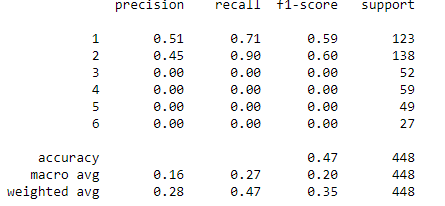 precision recall f1-score support
1 0.51 0.71 0.59 123
2 0.45 0.90 0.60 138
3 0.00 0.00 0.00 52
4 0.00 0.00 0.00 59
5 0.00 0.00 0.00 49
6 0.00 0.00 0.00 27
accuracy 0.47 448
macro avg 0.16 0.27 0.20 448
weighted avg 0.28 0.47 0.35 448